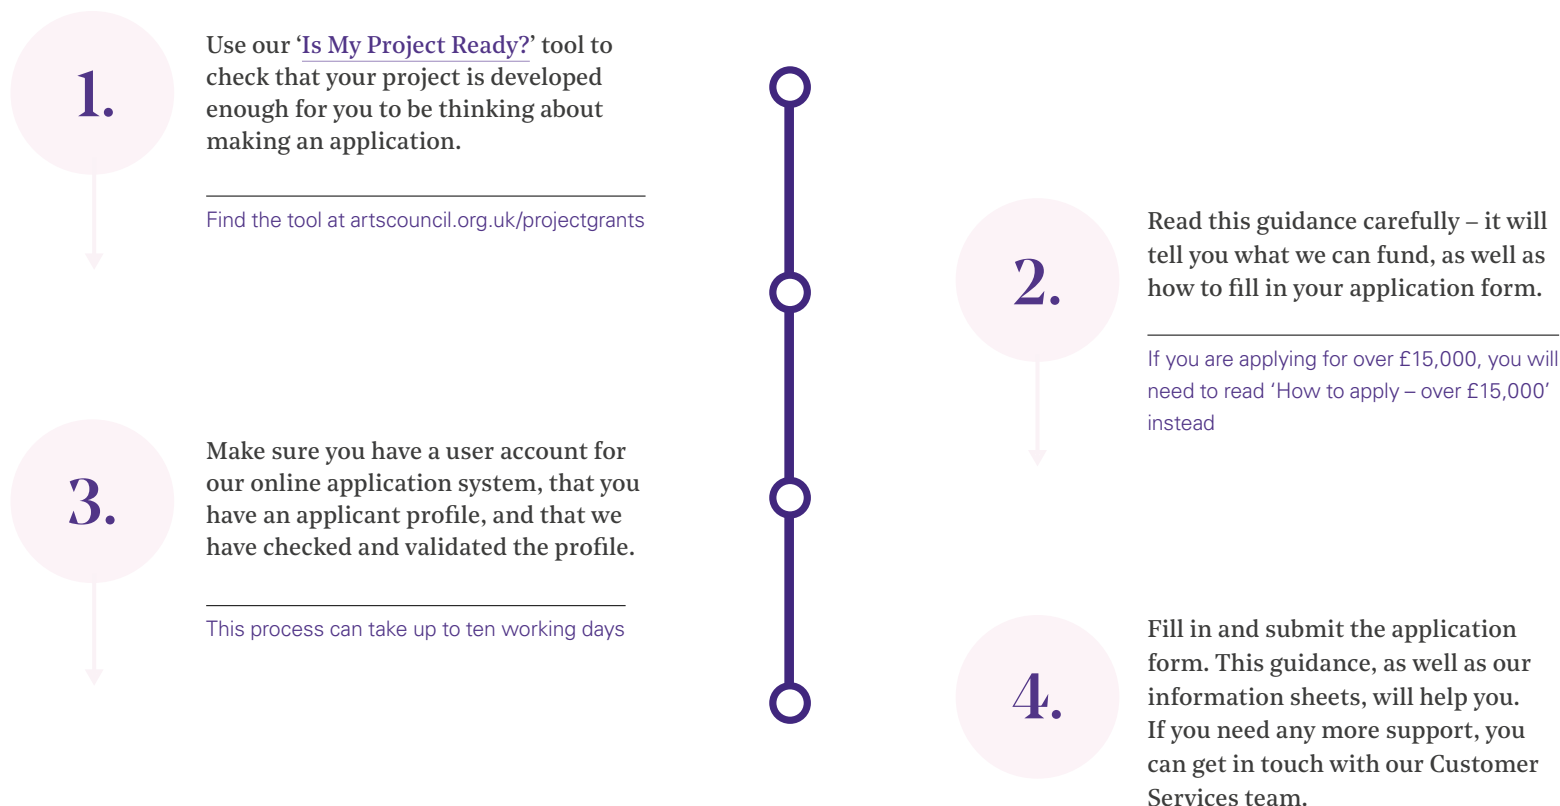 1.
Use our ‘Is My Project Ready?’ tool to
check that your project is developed
enough for you to be thinking about
making an application.
Find the tool at artscouncil.org.uk/projectgrants
2.
Read this guidance carefully – it will
tell you what we can fund, as well as
how to fill in your application form.
If you are applying for over £15,000, you will
need to read ‘How to apply – over £15,000’
instead
3.
Make sure you have a user account for
our online application system, that you
have an applicant profile, and that we
have checked and validated the profile.
This process can take up to ten working days
4.
Fill in and submit the application
form. This guidance, as well as our
information sheets, will help you.
If you need any more support, you
can get in touch with our Customer
Services team.